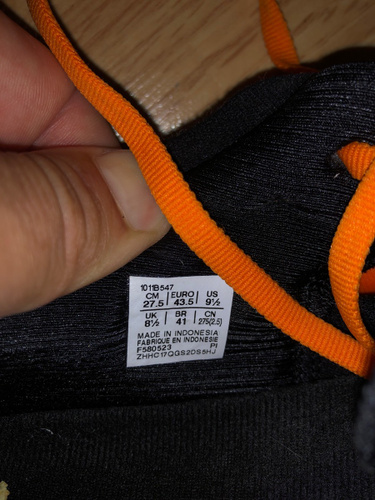 1011B547
CM EURO US
27.5 43.5 9½
UK BR CN
8½ 41 275(2.5)
MADE IN INDONESIA
FABRIQUE EN INDONESIE
F580523 PI
ZHHC17QGS2DS5HJ